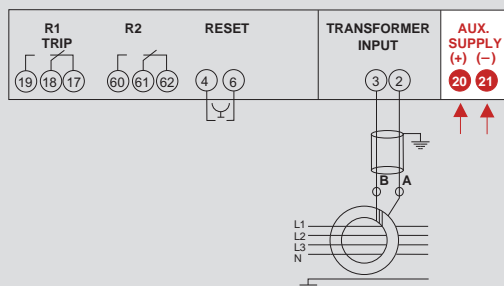 R1 TRIP
R2
RESET
TRANSFORMER INPUT
AUX. SUPPLY
(+) (−)
19 18 17
60 61 62
4 6
3 2
20 21
B A
L1
L2
L3
N